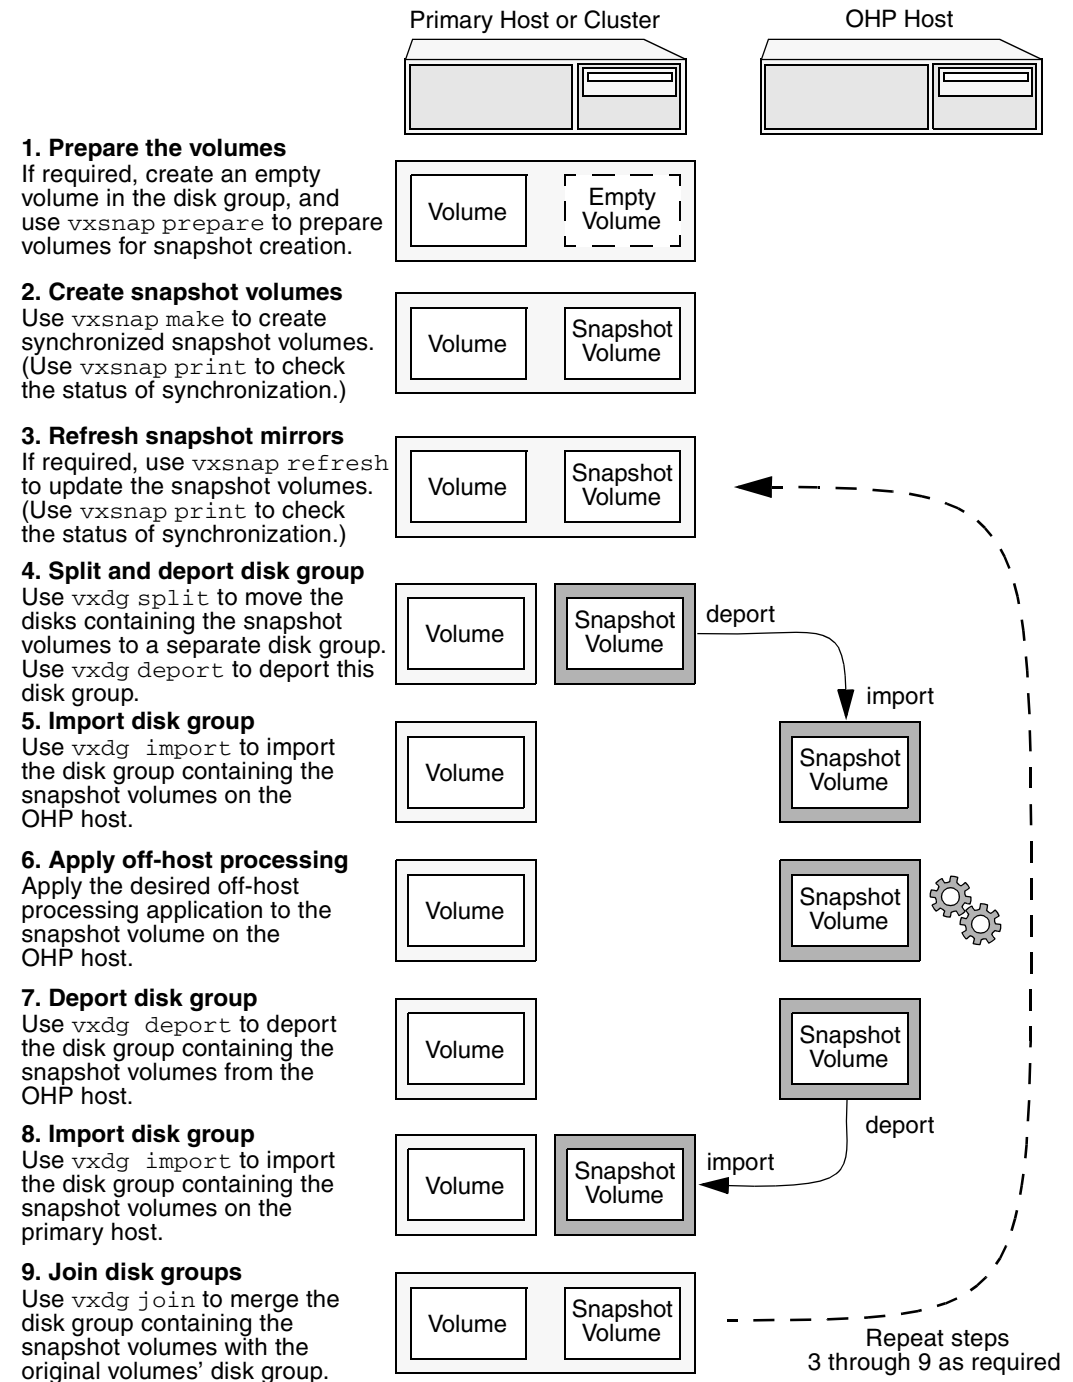 Primary Host or Cluster
OHP Host
1. Prepare the volumes
If required, create an empty
volume in the disk group, and
use vxsnap prepare to prepare
volumes for snapshot creation.
Volume
Empty
Volume
2. Create snapshot volumes
Use vxsnap make to create
synchronized snapshot volumes.
(Use vxsnap print to check
the status of synchronization.)
Volume
Snapshot
Volume
3. Refresh snapshot mirrors
If required, use vxsnap refresh
to update the snapshot volumes.
(Use vxsnap print to check
the status of synchronization.)
Volume
Snapshot
Volume
4. Split and deport disk group
Use vxdg split to move the
disks containing the snapshot
volumes to a separate disk group.
Use vxdg deport to deport this
disk group.
Volume
Snapshot
Volume
deport
import
5. Import disk group
Use vxdg import to import
the disk group containing the
snapshot volumes on the
OHP host.
Volume
Snapshot
Volume
6. Apply off-host processing
Apply the desired off-host
processing application to the
snapshot volume on the
OHP host.
Volume
Snapshot
Volume
7. Deport disk group
Use vxdg deport to deport
the disk group containing the
snapshot volumes from the
OHP host.
Volume
Snapshot
Volume
deport
8. Import disk group
Use vxdg import to import
the disk group containing the
snapshot volumes on the
primary host.
Volume
Snapshot
Volume
import
9. Join disk groups
Use vxdg join to merge the
disk group containing the
snapshot volumes with the
original volumes’ disk group.
Volume
Snapshot
Volume
Repeat steps
3 through 9 as required